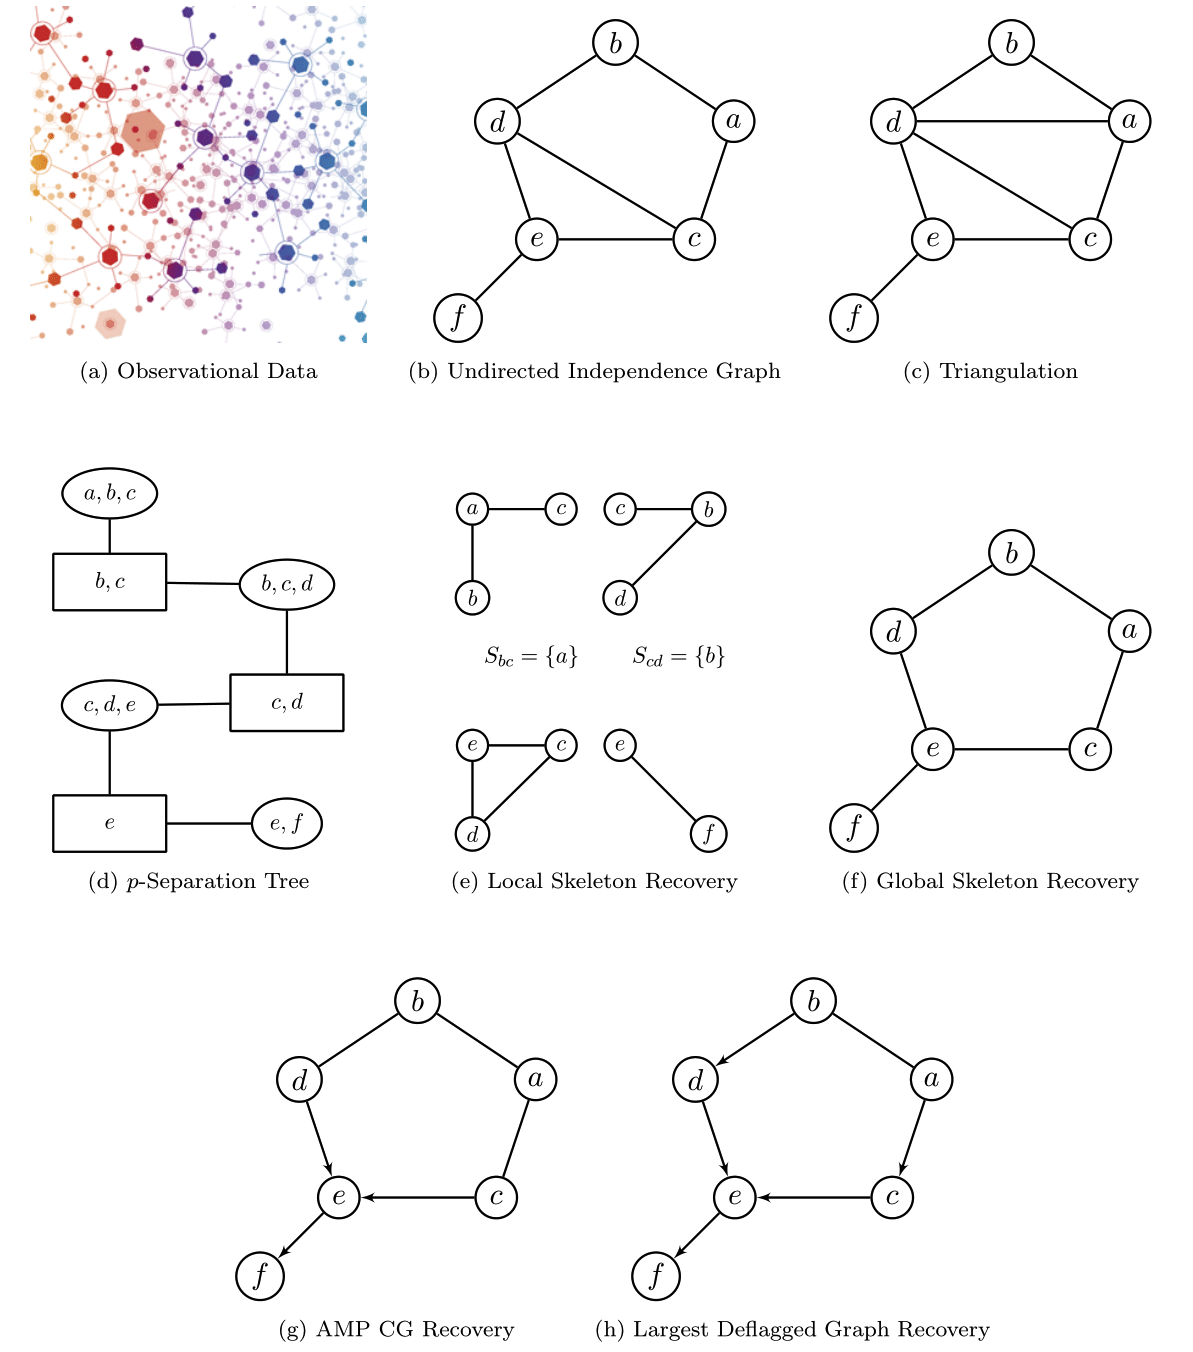 b
b
d
a
d
a
e
c
e
c
f
f
(a) Observational Data
(b) Undirected Independence Graph
(c) Triangulation
a, b, c
b, c
b, c, d
c, d, e
c, d
e
e, f
a
c
c
b
b
d
S_{bc} = {a}
S_{cd} = {b}
e
c
e
d
f
b
d
a
e
c
f
(d) p-Separation Tree
(e) Local Skeleton Recovery
(f) Global Skeleton Recovery
b
b
d
a
d
a
e
c
e
c
f
f
(g) AMP CG Recovery
(h) Largest Deflagged Graph Recovery